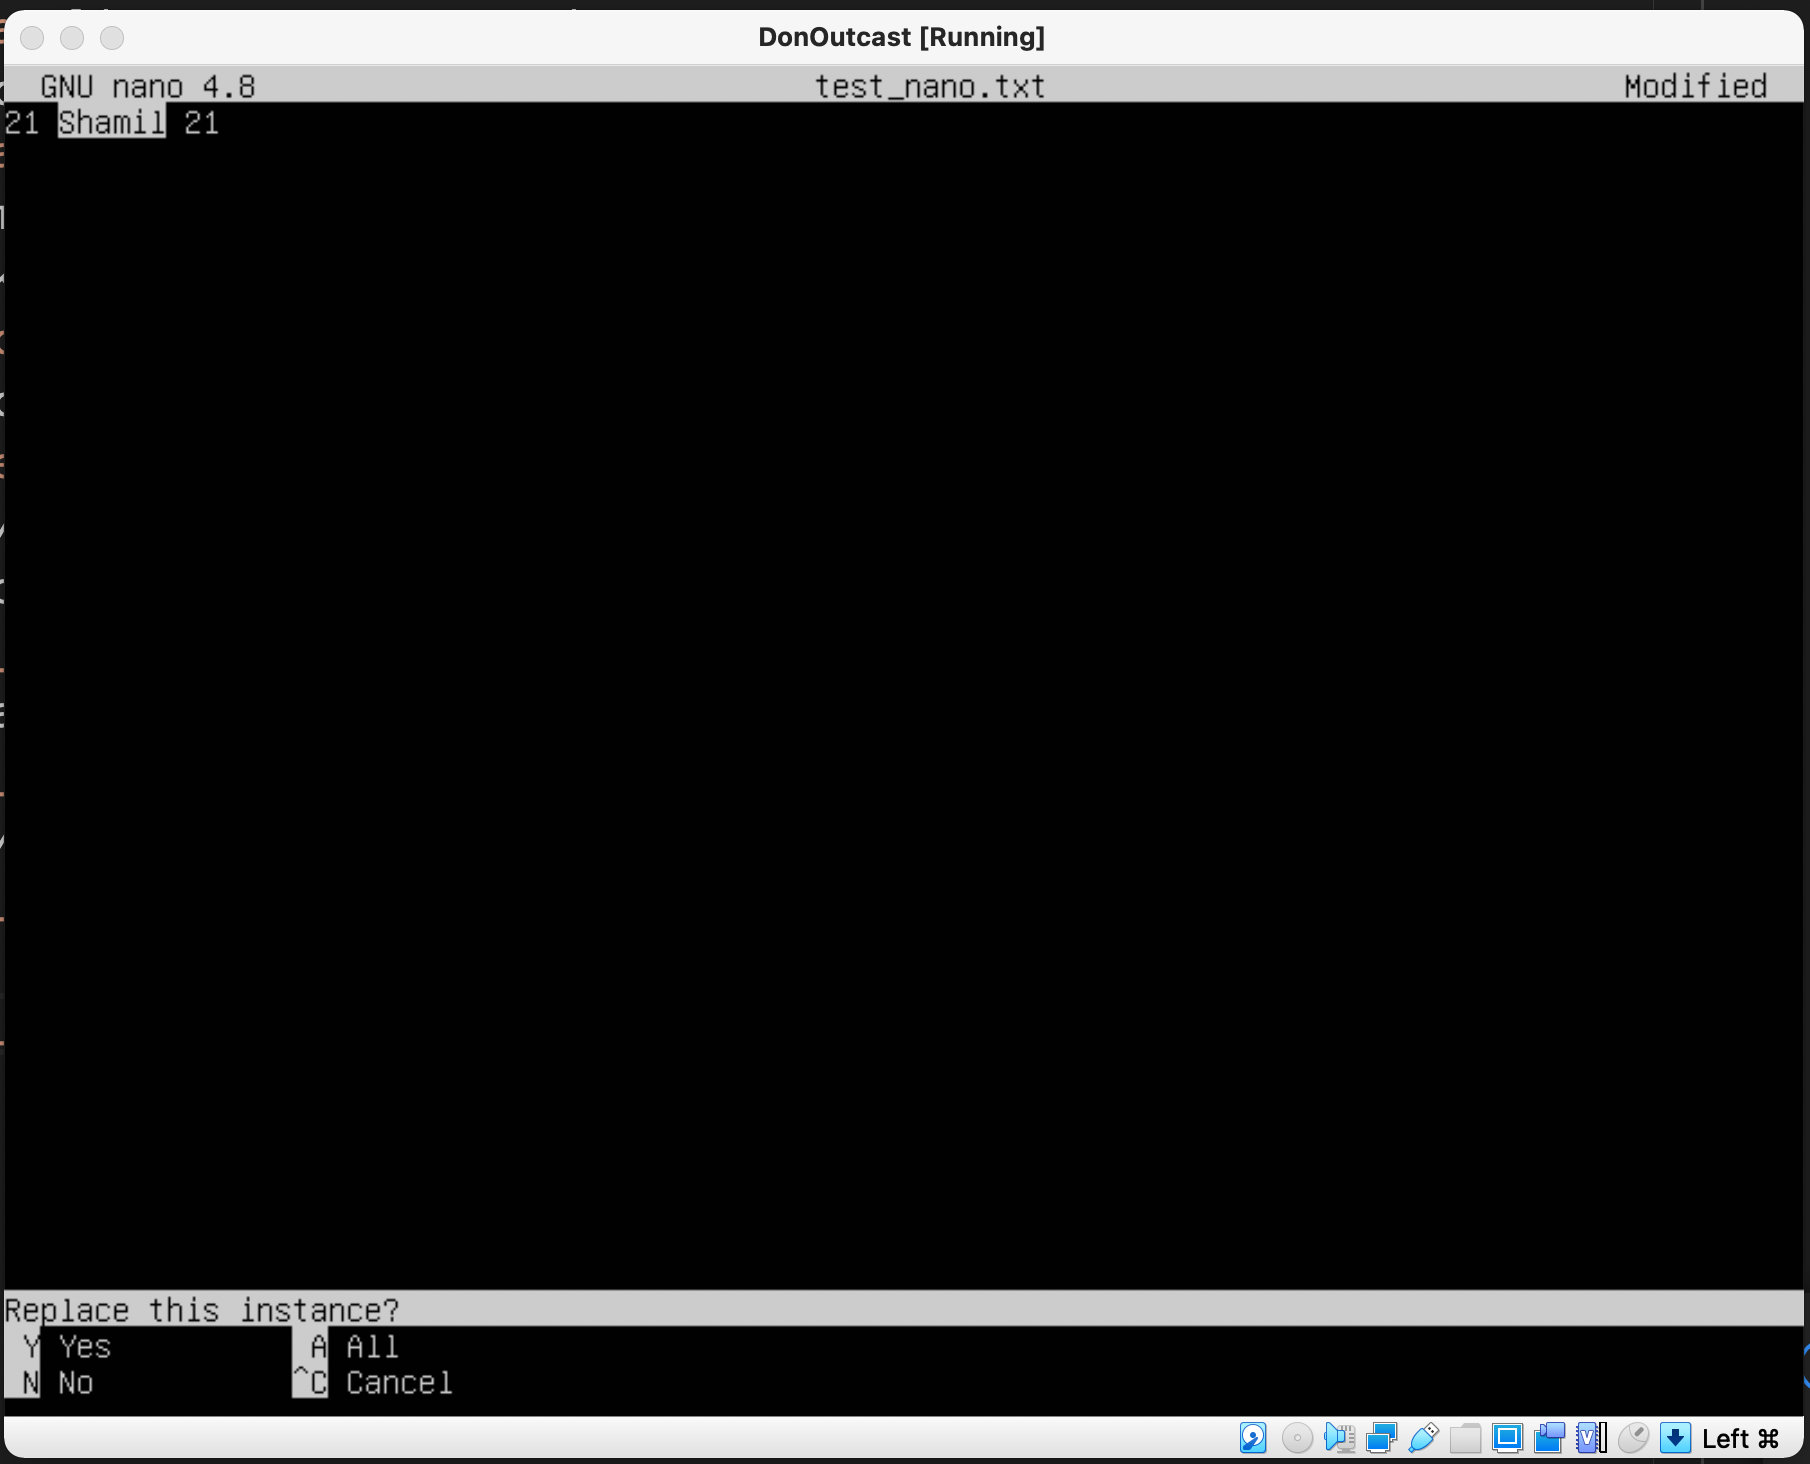 DonOutcast [Running]
GNU nano 4.8 test_nano.txt Modified
21 Shamil 21
Replace this instance?
Y Yes A All
N No ^C Cancel
Left ⌘